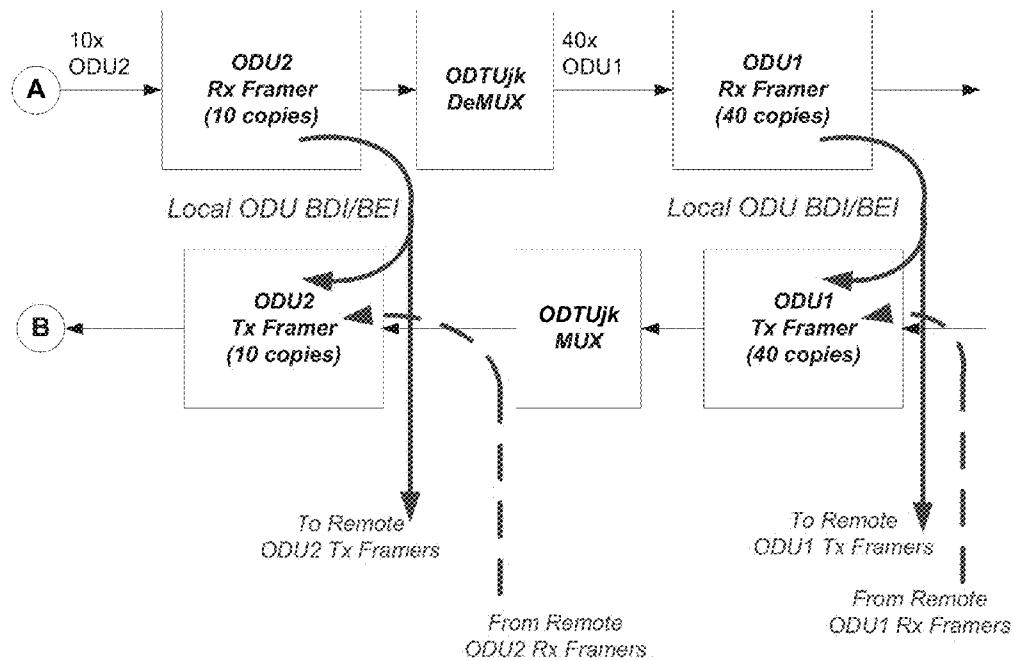 10x
ODU2
A
ODU2
Rx Framer
(10 copies)
ODTUjk
DeMUX
40x
ODU1
ODU1
Rx Framer
(40 copies)
Local ODU BDI/BEI
Local ODU BDI/BEI
B
ODU2
Tx Framer
(10 copies)
ODTUjk
MUX
ODU1
Tx Framer
(40 copies)
To Remote
ODU2 Tx Framers
To Remote
ODU1 Tx Framers
From Remote
ODU2 Rx Framers
From Remote
ODU1 Rx Framers